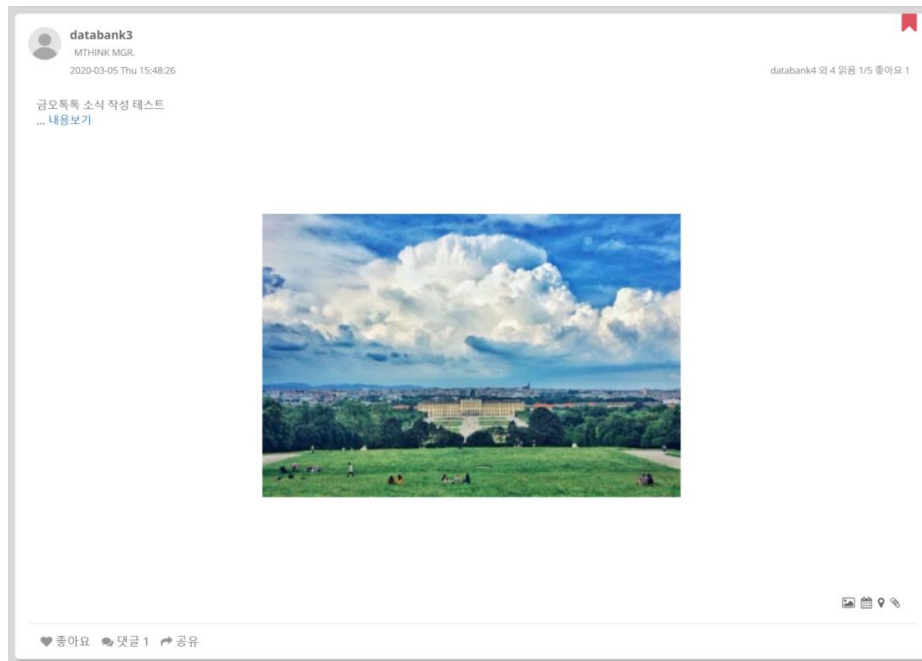 databank3
MTHINK MGR.
2020-03-05 Thu 15:48:26
databank4 외 4 읽음 1/5 좋아요 1
금오톡톡 소식 작성 테스트
... 내용보기
좋아요 댓글 1 공유